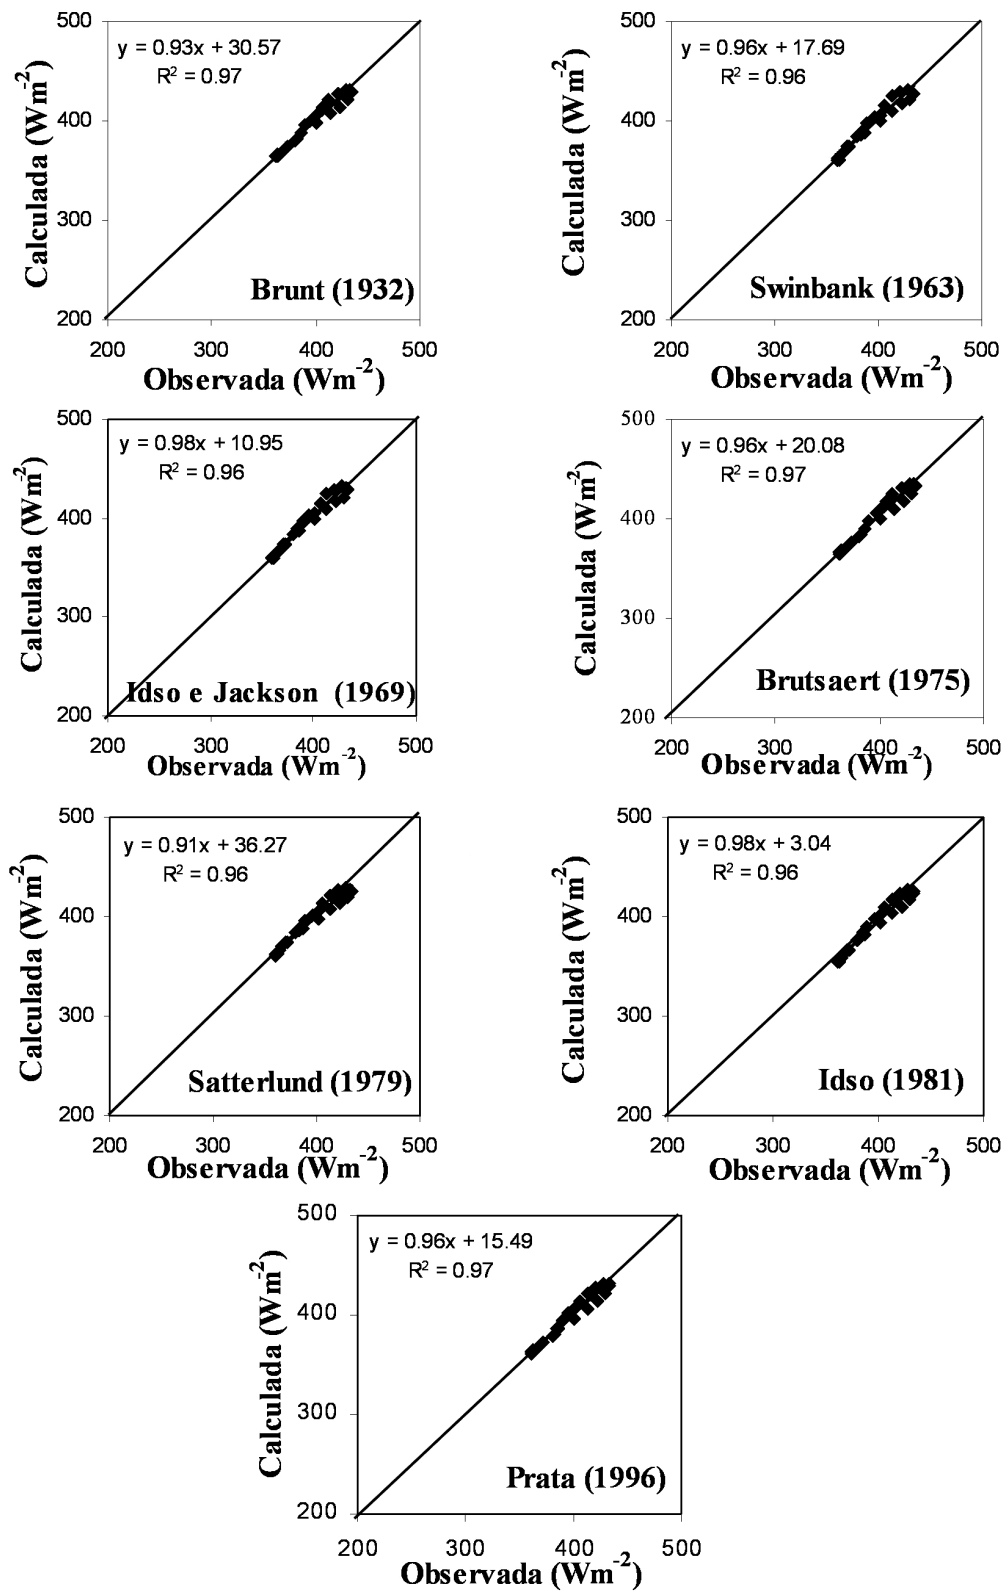 500
400
300
200
Calculada (Wm-2)
y = 0.93x + 30.57
R2 = 0.97
Brunt (1932)
200 300 400 500
Observada (Wm-2)
500
400
300
200
Calculada (Wm-2)
y = 0.96x + 17.69
R2 = 0.96
Swinbank (1963)
200 300 400 500
Observada (Wm-2)
500
400
300
200
Calculada (Wm-2)
y = 0.98x + 10.95
R2 = 0.96
Idso e Jackson (1969)
200 300 400 500
Observada (Wm-2)
500
400
300
200
Calculada (Wm-2)
y = 0.96x + 20.08
R2 = 0.97
Brutsaert (1975)
200 300 400 500
Observada (Wm-2)
500
400
300
200
Calculada (Wm-2)
y = 0.91x + 36.27
R2 = 0.96
Satterlund (1979)
200 300 400 500
Observada (Wm-2)
500
400
300
200
Calculada (Wm-2)
y = 0.98x + 3.04
R2 = 0.96
Idso (1981)
200 300 400 500
Observada (Wm-2)
500
400
300
200
Calculada (Wm-2)
y = 0.96x + 15.49
R2 = 0.97
Prata (1996)
200 300 400 500
Observada (Wm-2)